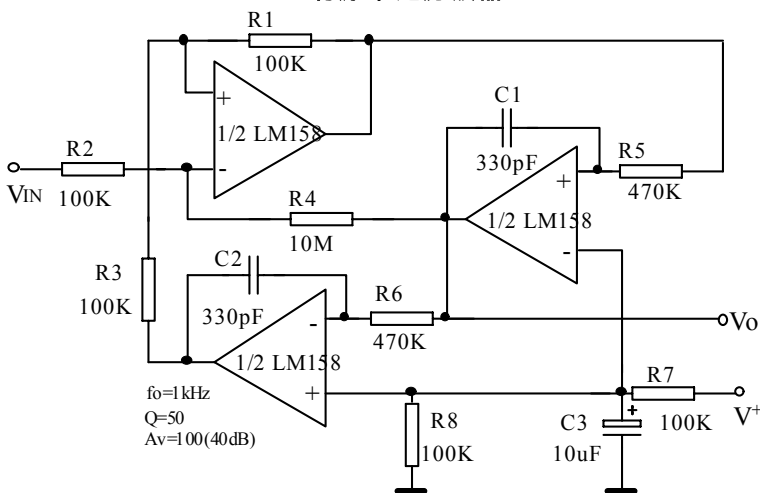 R1
100K
+
-
1/2 LM158
R2
VIN
100K
C1
330pF
R5
470K
+
-
1/2 LM158
R4
10M
R3
100K
C2
330pF
R6
470K
-
+
1/2 LM158
Vo
R7
100K
V+
R8
100K
C3
+
10uF
fo=1kHz
Q=50
Av=100(40dB)